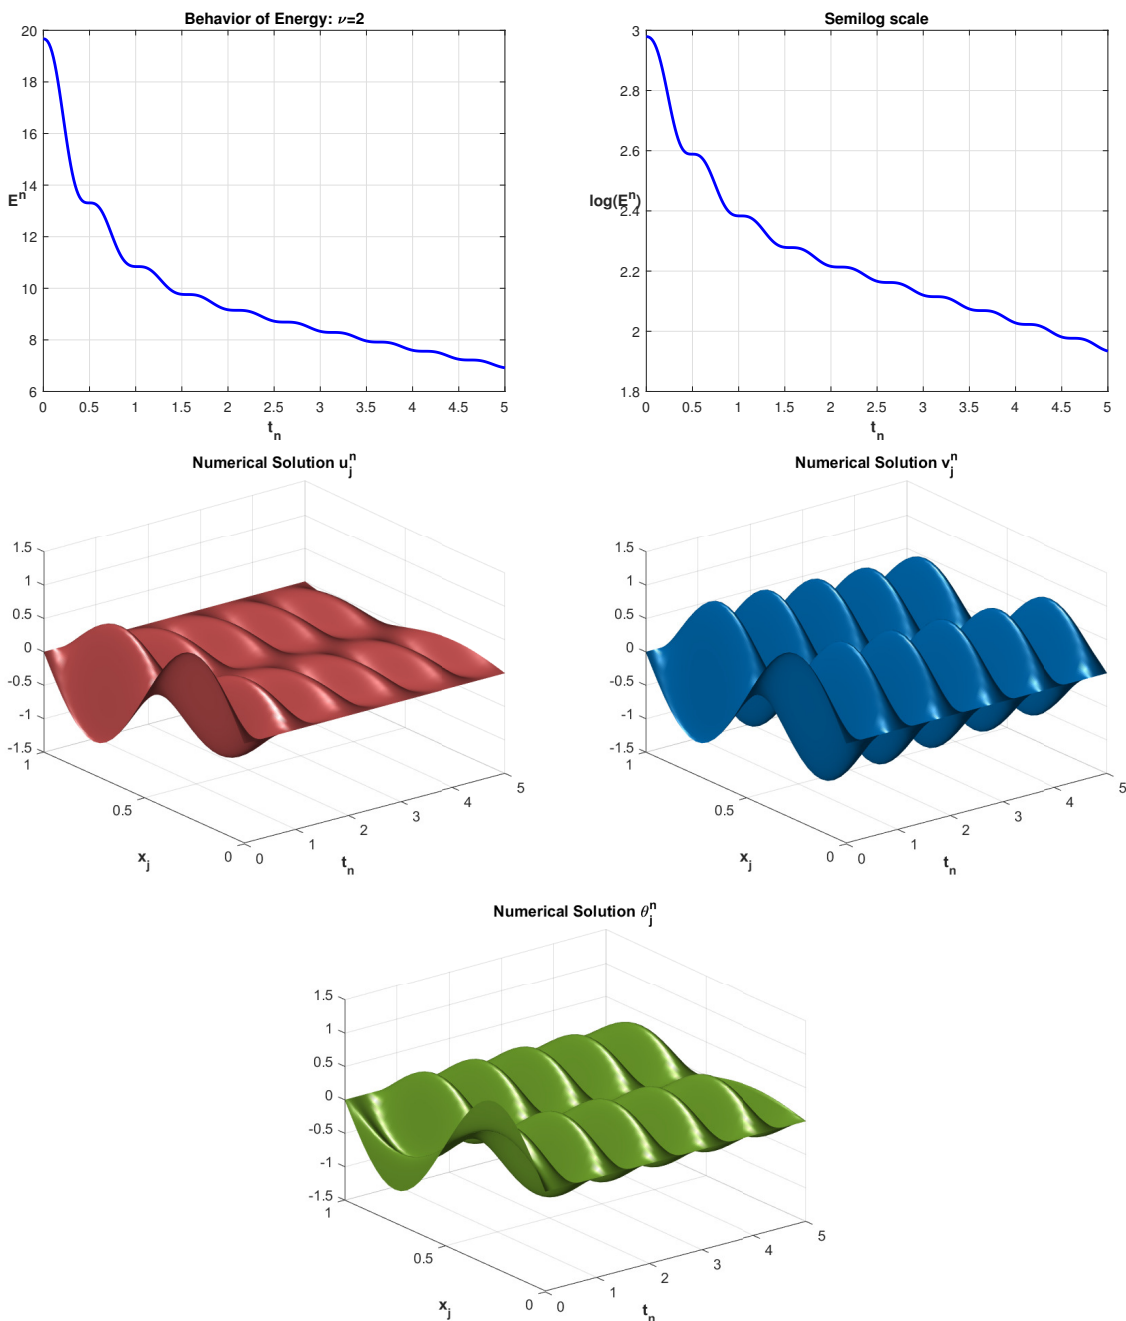 Behavior of Energy: ν=2
20
18
16
14
12
10
8
6
E^n
0 0.5 1 1.5 2 2.5 3 3.5 4 4.5 5
t_n
Semilog scale
3
2.8
2.6
2.4
2.2
2
1.8
log(E^n)
0 0.5 1 1.5 2 2.5 3 3.5 4 4.5 5
t_n
Numerical Solution u_j^n
1.5
1
0.5
0
-0.5
-1
-1.5
1
0.5
0
x_j
0 1 2 3 4 5
t_n
Numerical Solution v_j^n
1.5
1
0.5
0
-0.5
-1
-1.5
1
0.5
0
x_j
0 1 2 3 4 5
t_n
Numerical Solution θ_j^n
1.5
1
0.5
0
-0.5
-1
-1.5
1
0.5
0
x_j
0 1 2 3 4 5
t_n